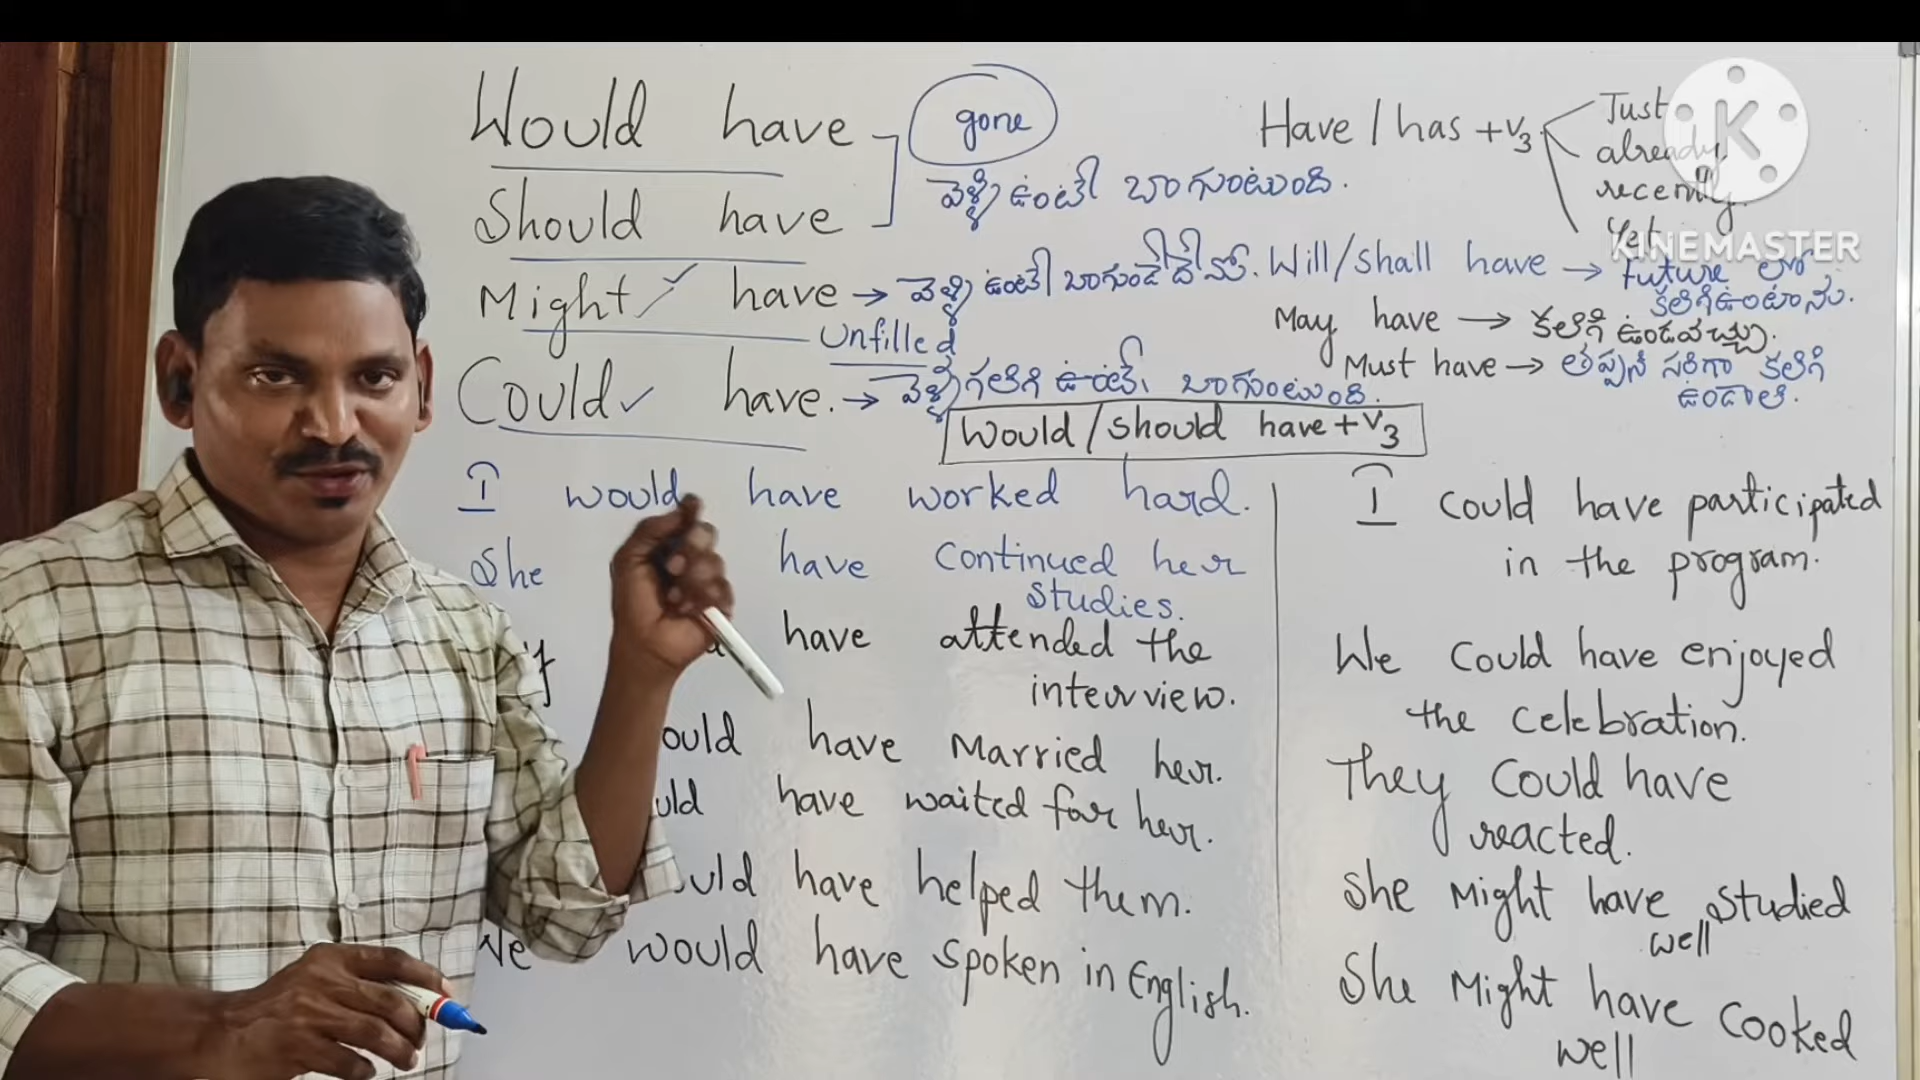 Would have
gone
Should have
వెళ్ళి ఉంటే బాగుంటుంది.
Might have → వెళ్ళి ఉంటే బాగుండేదేమో.
Unfilled
Could have. → వెళ్ళగలిగి ఉంటే, బాగుంటుంది.
Have / has + V3
Just
already
recently.
Yet
KINEMASTER
Will/shall have → Future లో
కలిగి ఉంటాను.
May have → కలిగి ఉండవచ్చు.
Must have → తప్పని సరిగా కలిగి
ఉండాలి.
Would / should have + V3
I would have worked hard.
She have continued her
studies.
have attended the
interview.
ould have Married her.
uld have waited for her.
uld have helped them.
We would have spoken in English.
I could have participated
in the program.
We could have enjoyed
the celebration.
They could have
reacted.
She Might have studied
well
She Might have cooked
well